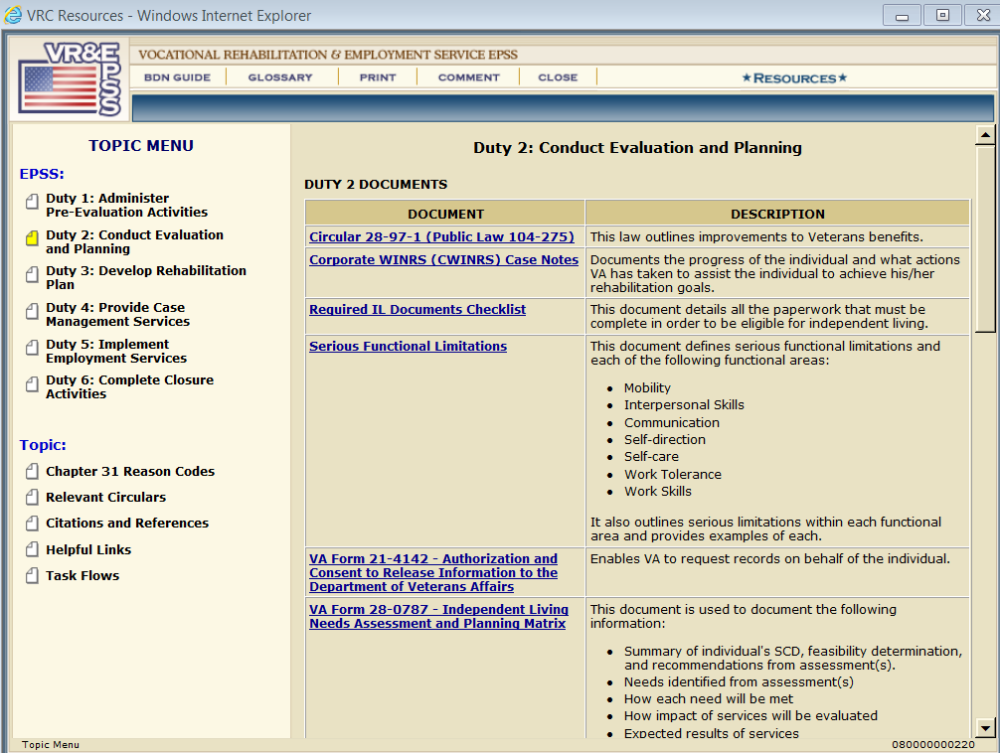 VRC Resources - Windows Internet Explorer
VR&E
EPSS
VOCATIONAL REHABILITATION & EMPLOYMENT SERVICE EPSS
BDN GUIDE
GLOSSARY
PRINT
COMMENT
CLOSE
★RESOURCES★
TOPIC MENU
EPSS:
Duty 1: Administer
Pre-Evaluation Activities
Duty 2: Conduct Evaluation
and Planning
Duty 3: Develop Rehabilitation
Plan
Duty 4: Provide Case
Management Services
Duty 5: Implement
Employment Services
Duty 6: Complete Closure
Activities
Topic:
Chapter 31 Reason Codes
Relevant Circulars
Citations and References
Helpful Links
Task Flows
Duty 2: Conduct Evaluation and Planning
DUTY 2 DOCUMENTS
DOCUMENT
DESCRIPTION
Circular 28-97-1 (Public Law 104-275)
This law outlines improvements to Veterans benefits.
Corporate WINRS (CWINRS) Case Notes
Documents the progress of the individual and what actions
VA has taken to assist the individual to achieve his/her
rehabilitation goals.
Required IL Documents Checklist
This document details all the paperwork that must be
complete in order to be eligible for independent living.
Serious Functional Limitations
This document defines serious functional limitations and
each of the following functional areas:
• Mobility
• Interpersonal Skills
• Communication
• Self-direction
• Self-care
• Work Tolerance
• Work Skills
It also outlines serious limitations within each functional
area and provides examples of each.
VA Form 21-4142 - Authorization and
Consent to Release Information to the
Department of Veterans Affairs
Enables VA to request records on behalf of the individual.
VA Form 28-0787 - Independent Living
Needs Assessment and Planning Matrix
This document is used to document the following
information:
• Summary of individual's SCD, feasibility determination,
and recommendations from assessment(s).
• Needs identified from assessment(s)
• How each need will be met
• How impact of services will be evaluated
• Expected results of services
Topic Menu
080000000220